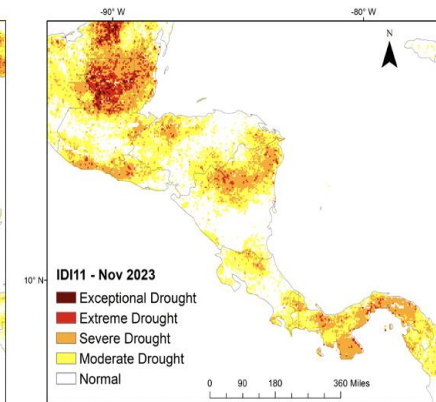 -90° W
-80° W
N
10° N
IDI11 - Nov 2023
Exceptional Drought
Extreme Drought
Severe Drought
Moderate Drought
Normal
0 90 180 360 Miles